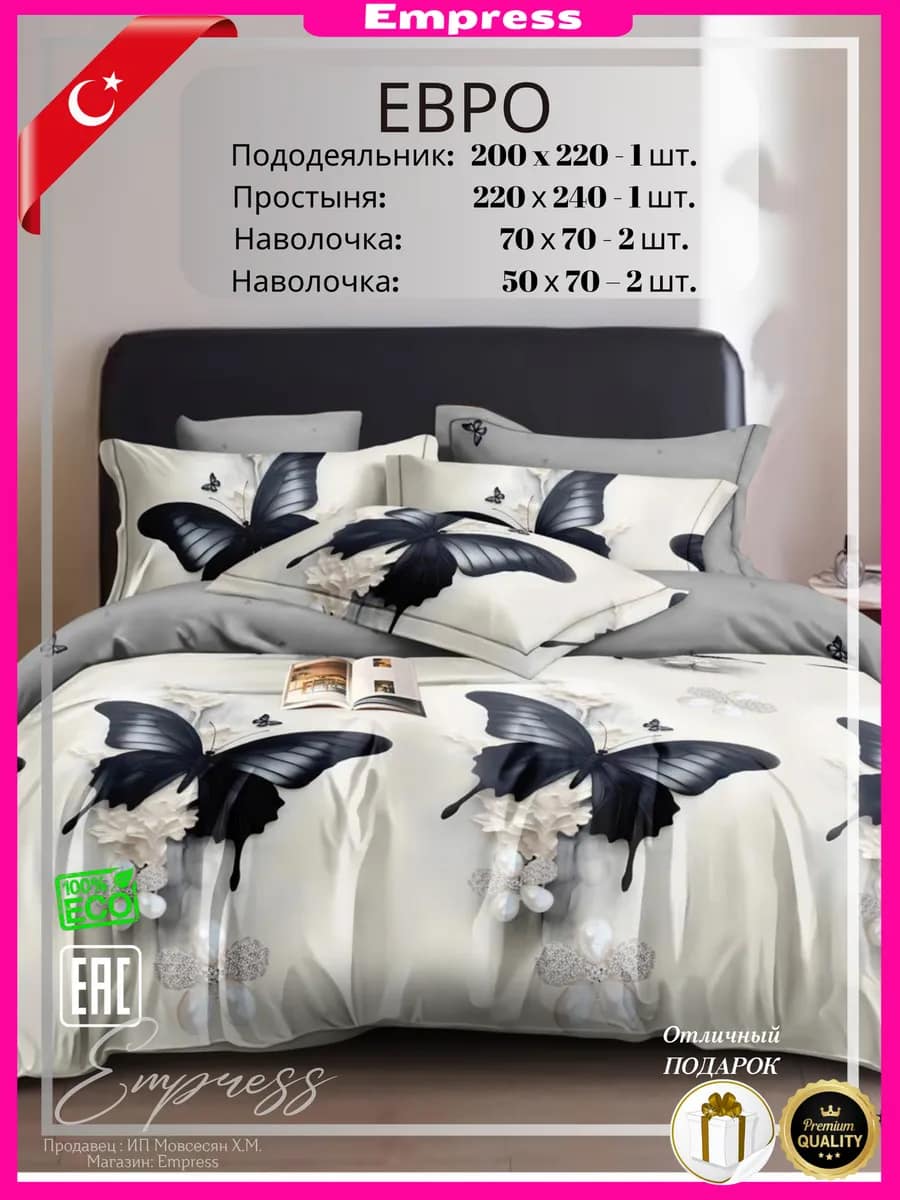 Empress
ЕВРО
Пододеяльник: 200 x 220 - 1 шт.
Простыня: 220 x 240 - 1 шт.
Наволочка: 70 x 70 - 2 шт.
Наволочка: 50 x 70 – 2 шт.
100% ECO
EAC
Empress
Отличный
ПОДАРОК
Premium
QUALITY
Продавец : ИП Мовсесян Х.М.
Магазин: Empress